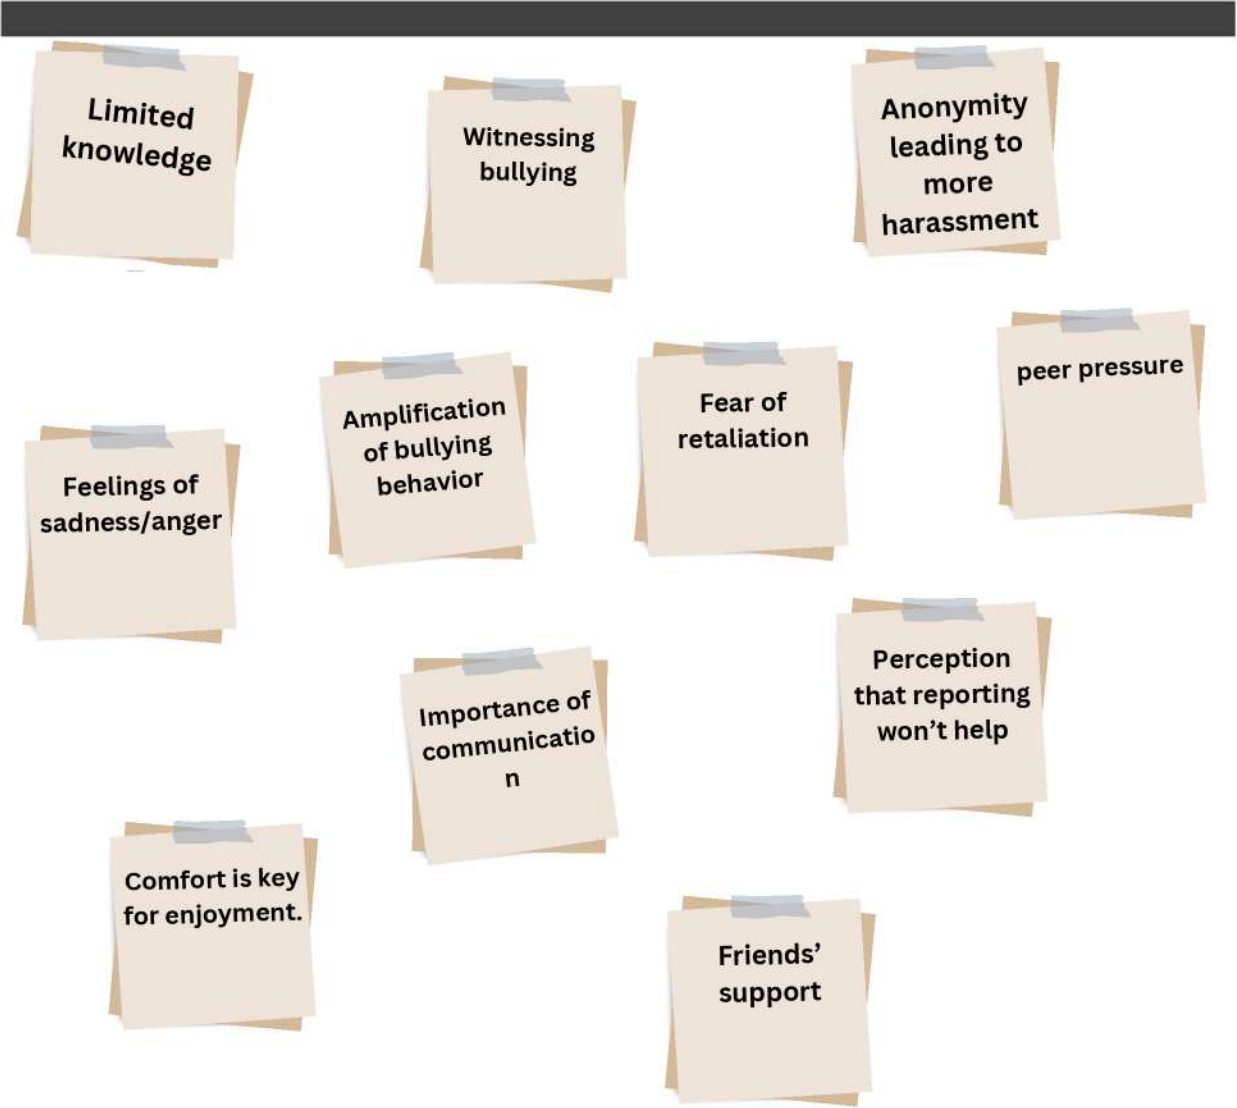 Limited
knowledge
Witnessing
bullying
Anonymity
leading to
more
harassment
Amplification
of bullying
behavior
Fear of
retaliation
peer pressure
Feelings of
sadness/anger
Importance of
communicatio
n
Perception
that reporting
won’t help
Comfort is key
for enjoyment.
Friends’
support